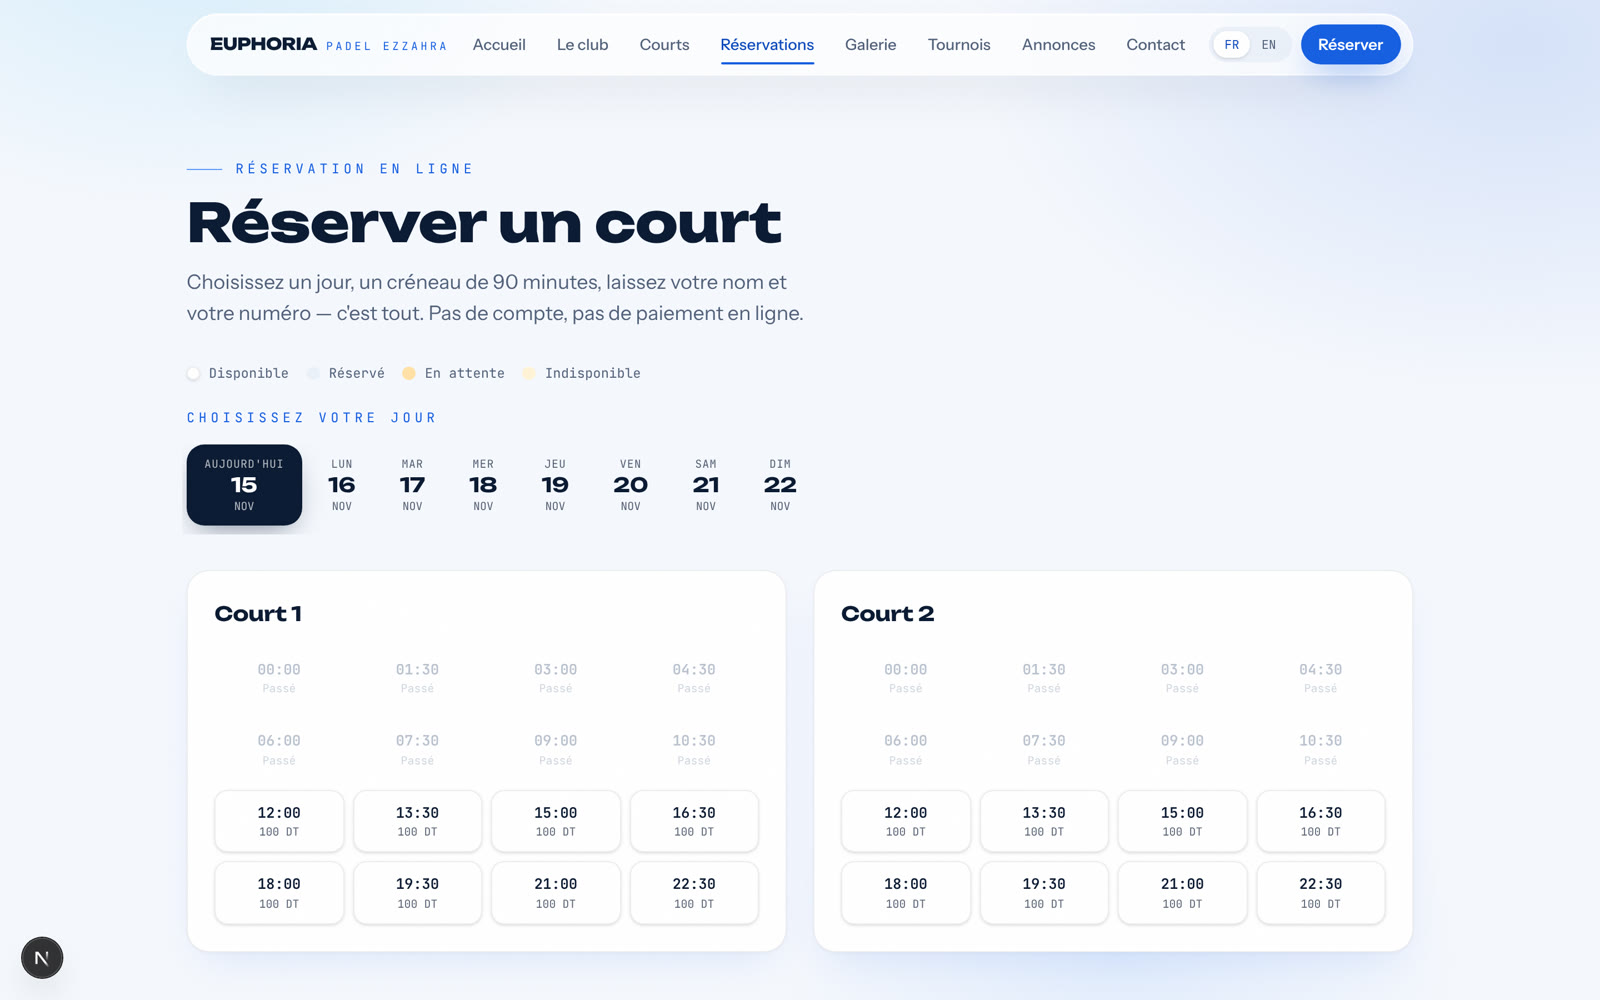 EUPHORIA PADEL EZZAHRA Accueil Le club Courts Réservations Galerie Tournois Annonces Contact FR EN Réserver
RÉSERVATION EN LIGNE
Réserver un court
Choisissez un jour, un créneau de 90 minutes, laissez votre nom et
votre numéro — c'est tout. Pas de compte, pas de paiement en ligne.
Disponible Réservé En attente Indisponible
CHOISISSEZ VOTRE JOUR
AUJOURD'HUI LUN MAR MER JEU VEN SAM DIM
15 16 17 18 19 20 21 22
NOV NOV NOV NOV NOV NOV NOV NOV
Court 1
00:00 01:30 03:00 04:30
Passé Passé Passé Passé
06:00 07:30 09:00 10:30
Passé Passé Passé Passé
12:00 13:30 15:00 16:30
100 DT 100 DT 100 DT 100 DT
18:00 19:30 21:00 22:30
100 DT 100 DT 100 DT 100 DT
Court 2
00:00 01:30 03:00 04:30
Passé Passé Passé Passé
06:00 07:30 09:00 10:30
Passé Passé Passé Passé
12:00 13:30 15:00 16:30
100 DT 100 DT 100 DT 100 DT
18:00 19:30 21:00 22:30
100 DT 100 DT 100 DT 100 DT
N